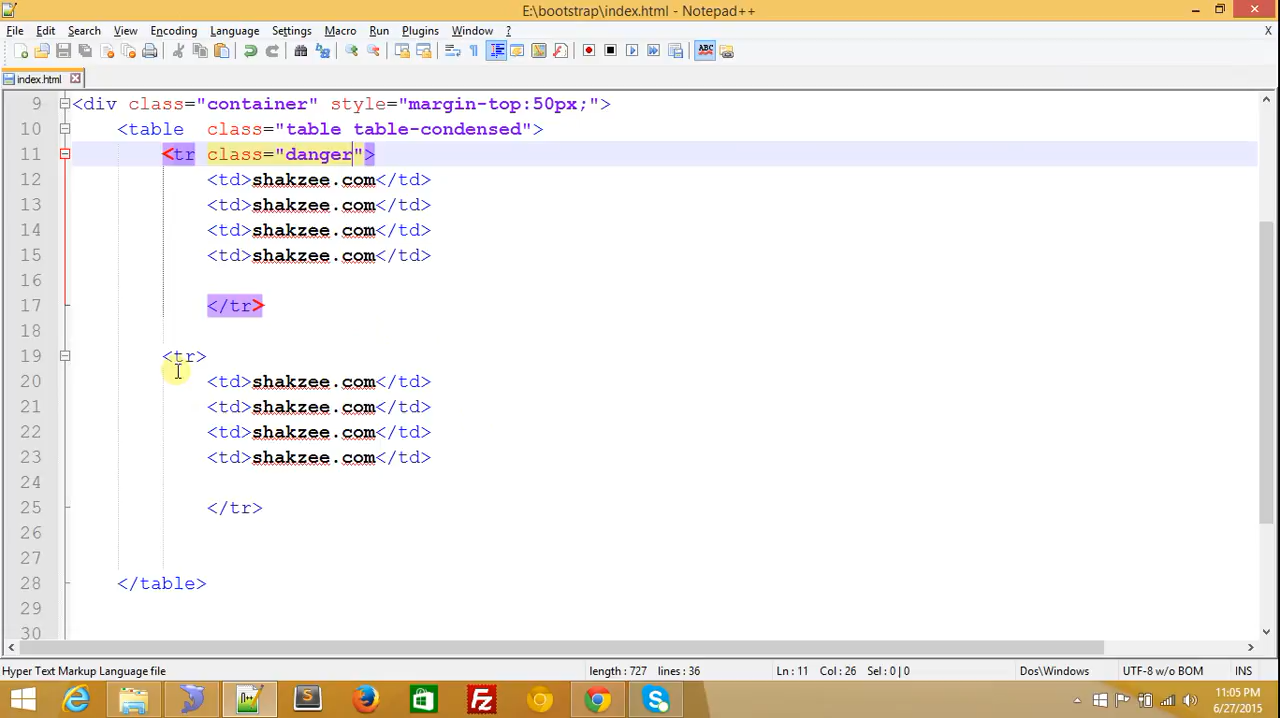 E:\bootstrap\index.html - Notepad++
File Edit Search View Encoding Language Settings Macro Run Plugins Window ? X
ABC
index.html
9 <div class="container" style="margin-top:50px;">
10 <table class="table table-condensed">
11 <tr class="danger">
12 <td>shakzee.com</td>
13 <td>shakzee.com</td>
14 <td>shakzee.com</td>
15 <td>shakzee.com</td>
16
17 </tr>
18
19 <tr>
20 <td>shakzee.com</td>
21 <td>shakzee.com</td>
22 <td>shakzee.com</td>
23 <td>shakzee.com</td>
24
25 </tr>
26
27
28 </table>
29
30
Hyper Text Markup Language file length : 727 lines : 36 Ln : 11 Col : 26 Sel : 0 | 0 Dos\Windows UTF-8 w/o BOM INS
11:05 PM
6/27/2015